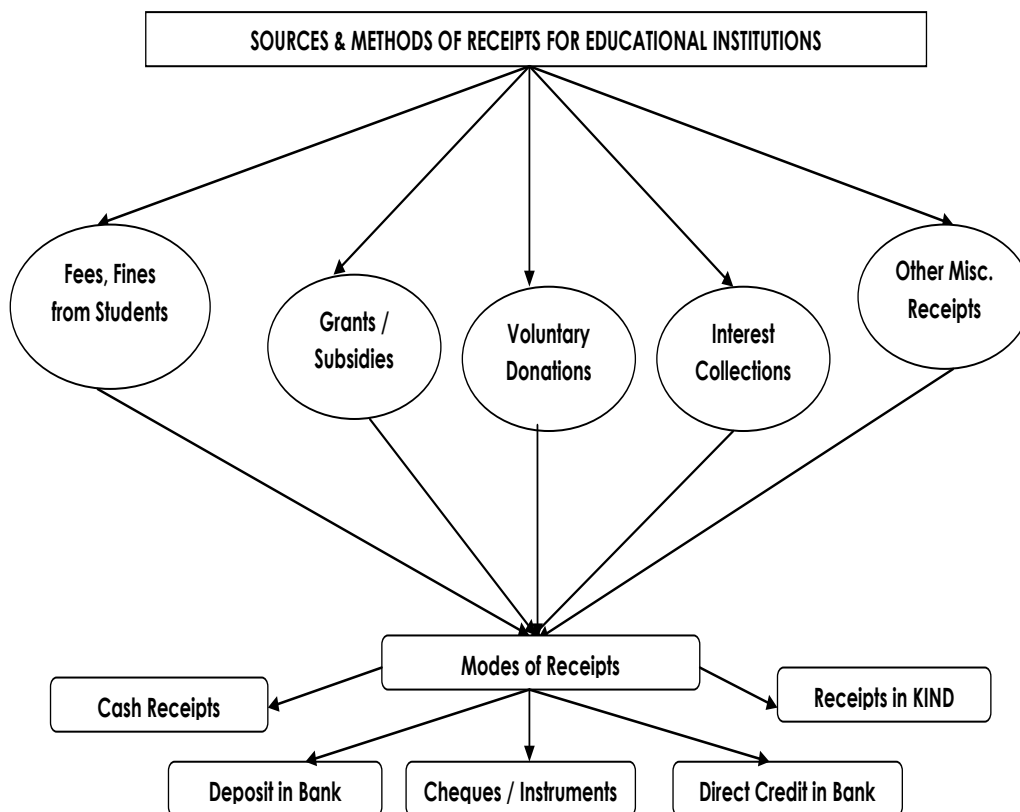 SOURCES & METHODS OF RECEIPTS FOR EDUCATIONAL INSTITUTIONS
Fees, Fines
from Students
Grants /
Subsidies
Voluntary
Donations
Interest
Collections
Other Misc.
Receipts
Modes of Receipts
Cash Receipts
Receipts in KIND
Deposit in Bank
Cheques / Instruments
Direct Credit in Bank